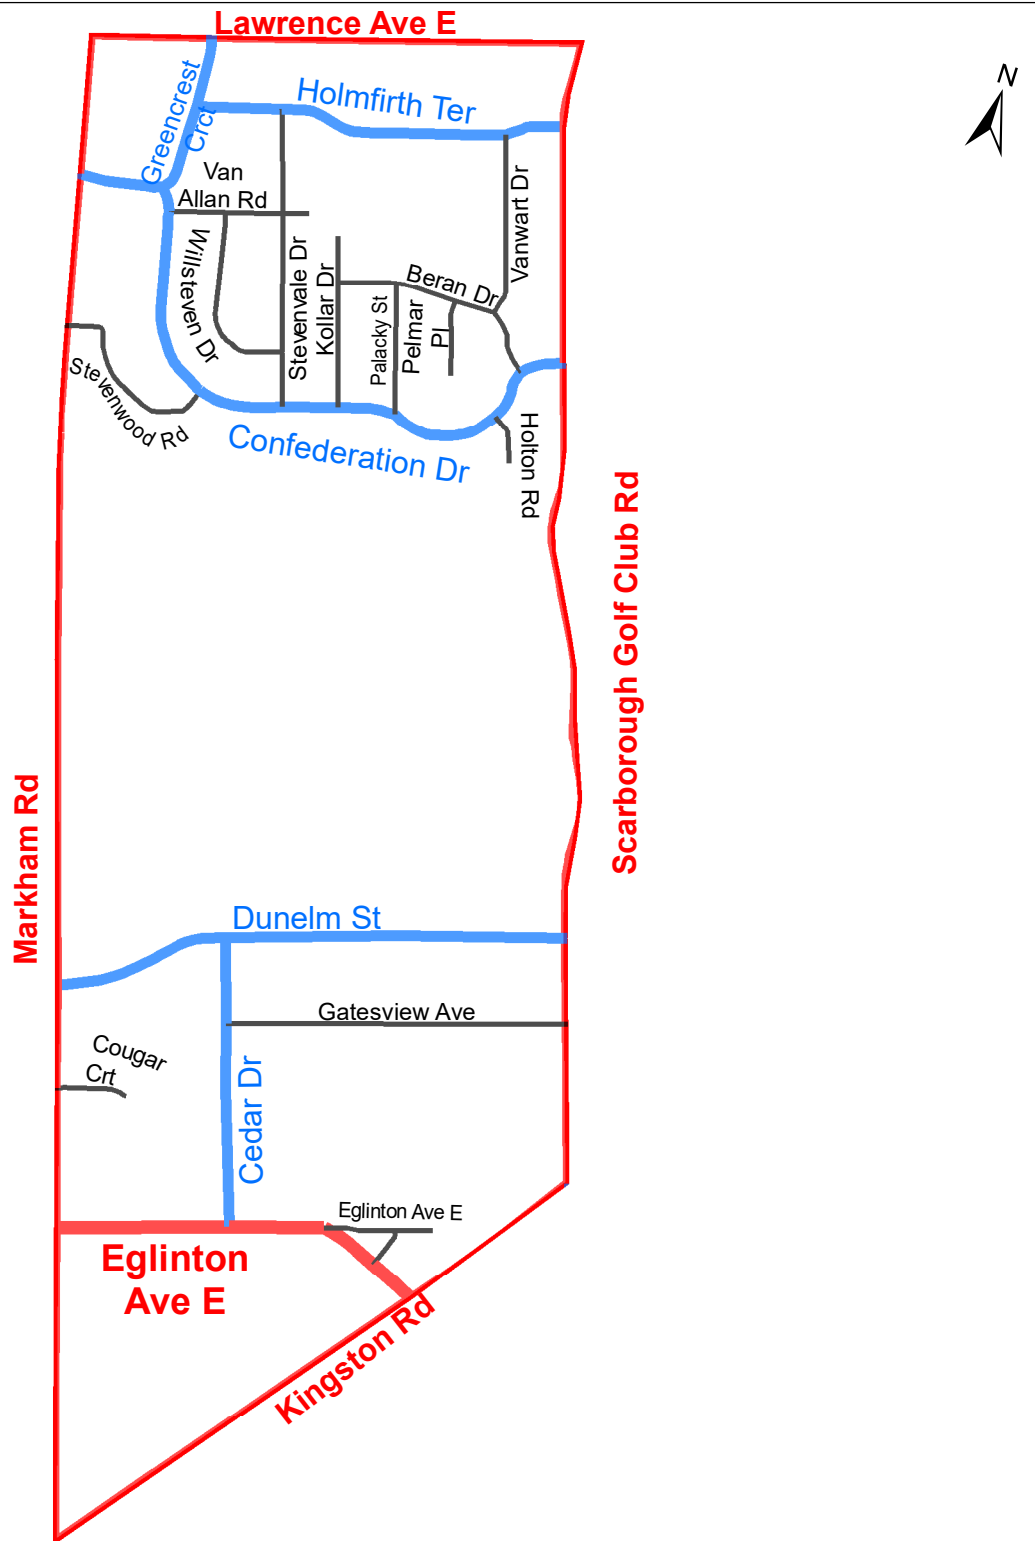 Lawrence Ave E
N
Holmfirth Ter
Greencrest
Crct
Van
Allan Rd
Vanwart Dr
Willsteven Dr
Stevenvale Dr
Kollar Dr
Beran Dr
Palacky St
Pelmar
Pl
Stevenwood Rd
Confederation Dr
Holton Rd
Scarborough Golf Club Rd
Markham Rd
Dunelm St
Gatesview Ave
Cougar
Crt
Cedar Dr
Eglinton Ave E
Eglinton
Ave E
Kingston Rd